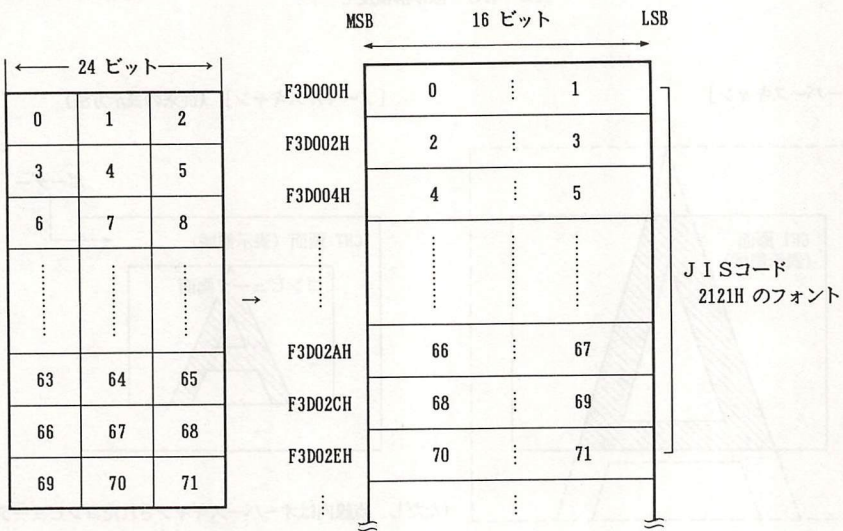 24 ビット
0 1 2
3 4 5
6 7 8
63 64 65
66 67 68
69 70 71
→
MSB 16 ビット LSB
F3D000H 0 1
F3D002H 2 3
F3D004H 4 5
F3D02AH 66 67
F3D02CH 68 69
F3D02EH 70 71
JISコード
2121H のフォント